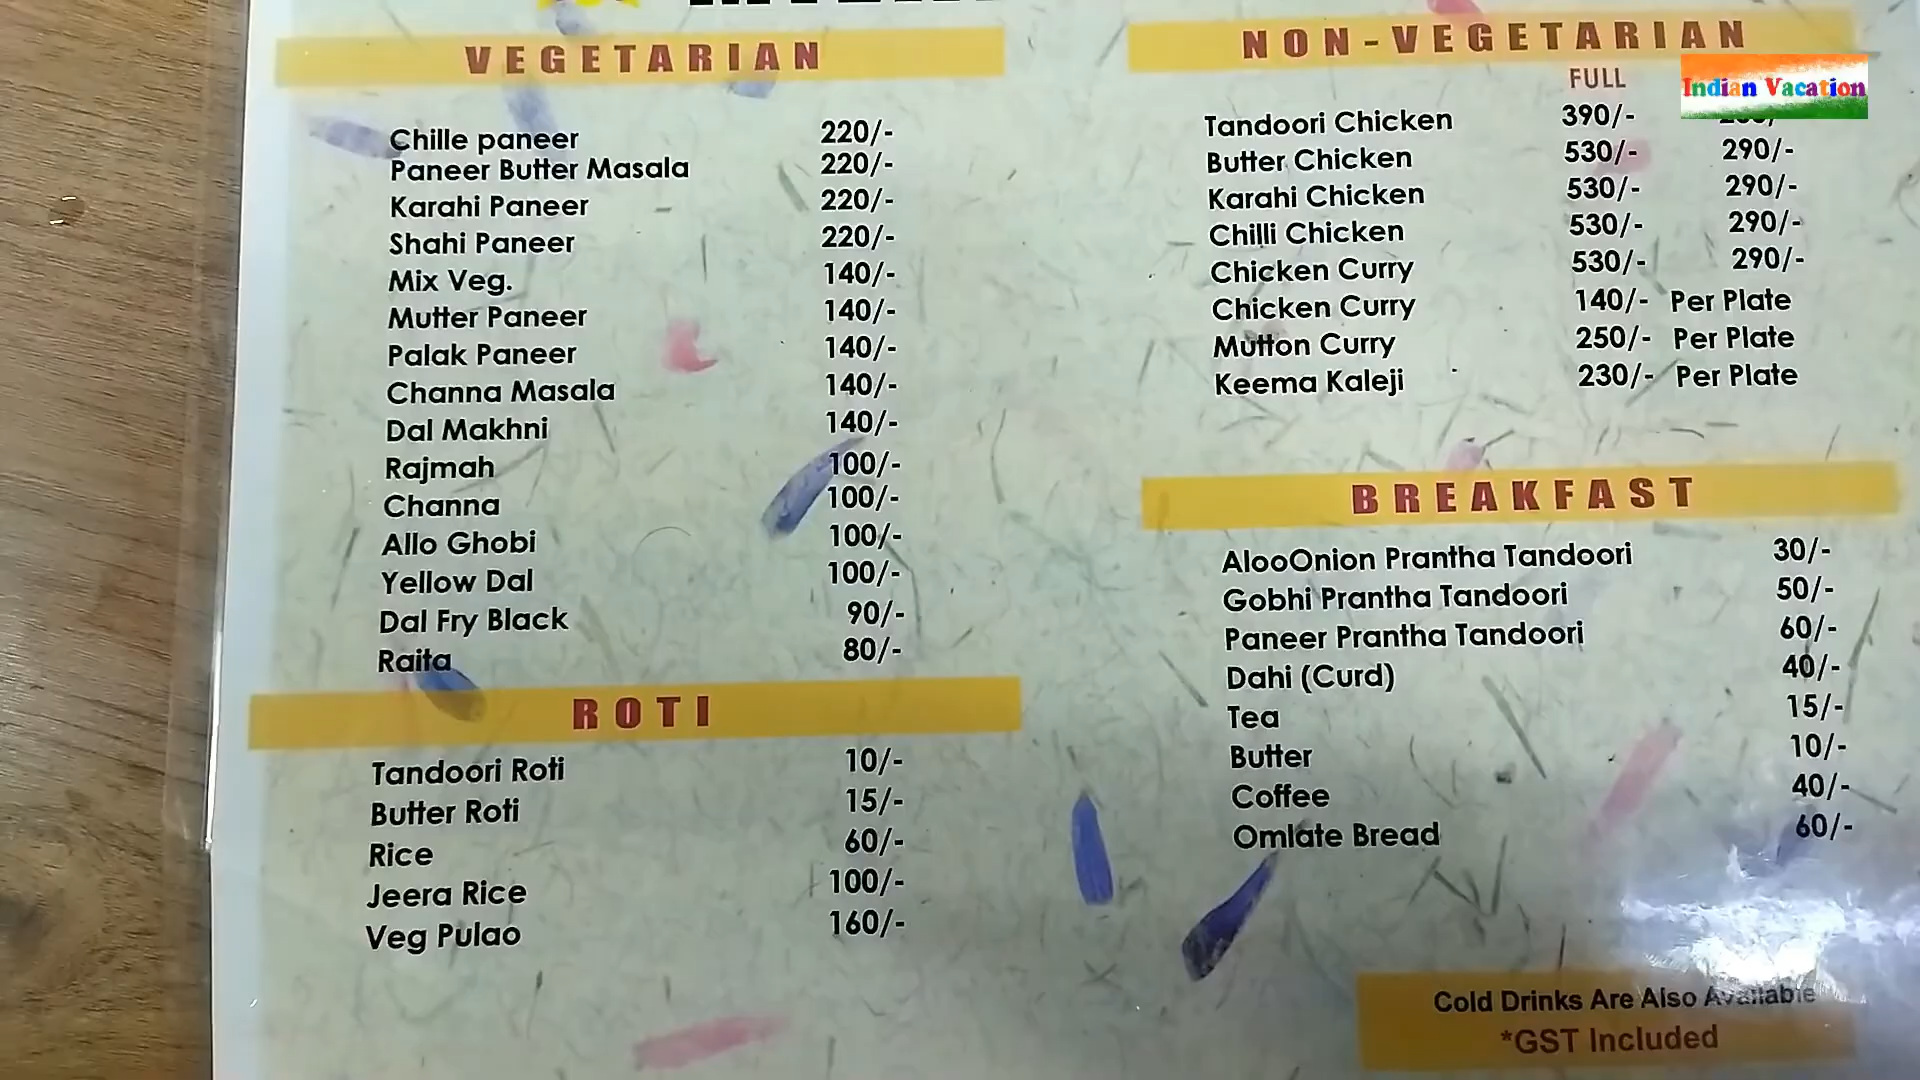 VEGETARIAN
Chille paneer 220/-
Paneer Butter Masala 220/-
Karahi Paneer 220/-
Shahi Paneer 220/-
Mix Veg. 140/-
Mutter Paneer 140/-
Palak Paneer 140/-
Channa Masala 140/-
Dal Makhni 140/-
Rajmah 100/-
Channa 100/-
Allo Ghobi 100/-
Yellow Dal 100/-
Dal Fry Black 90/-
Raita 80/-
ROTI
Tandoori Roti 10/-
Butter Roti 15/-
Rice 60/-
Jeera Rice 100/-
Veg Pulao 160/-
NON-VEGETARIAN
FULL
Indian Vacation
Tandoori Chicken 390/-
Butter Chicken 530/- 290/-
Karahi Chicken 530/- 290/-
Chilli Chicken 530/- 290/-
Chicken Curry 530/- 290/-
Chicken Curry 140/- Per Plate
Mutton Curry 250/- Per Plate
Keema Kaleji 230/- Per Plate
BREAKFAST
AlooOnion Prantha Tandoori 30/-
Gobhi Prantha Tandoori 50/-
Paneer Prantha Tandoori 60/-
Dahi (Curd) 40/-
Tea 15/-
Butter 10/-
Coffee 40/-
Omlate Bread 60/-
Cold Drinks Are Also Available
*GST Included